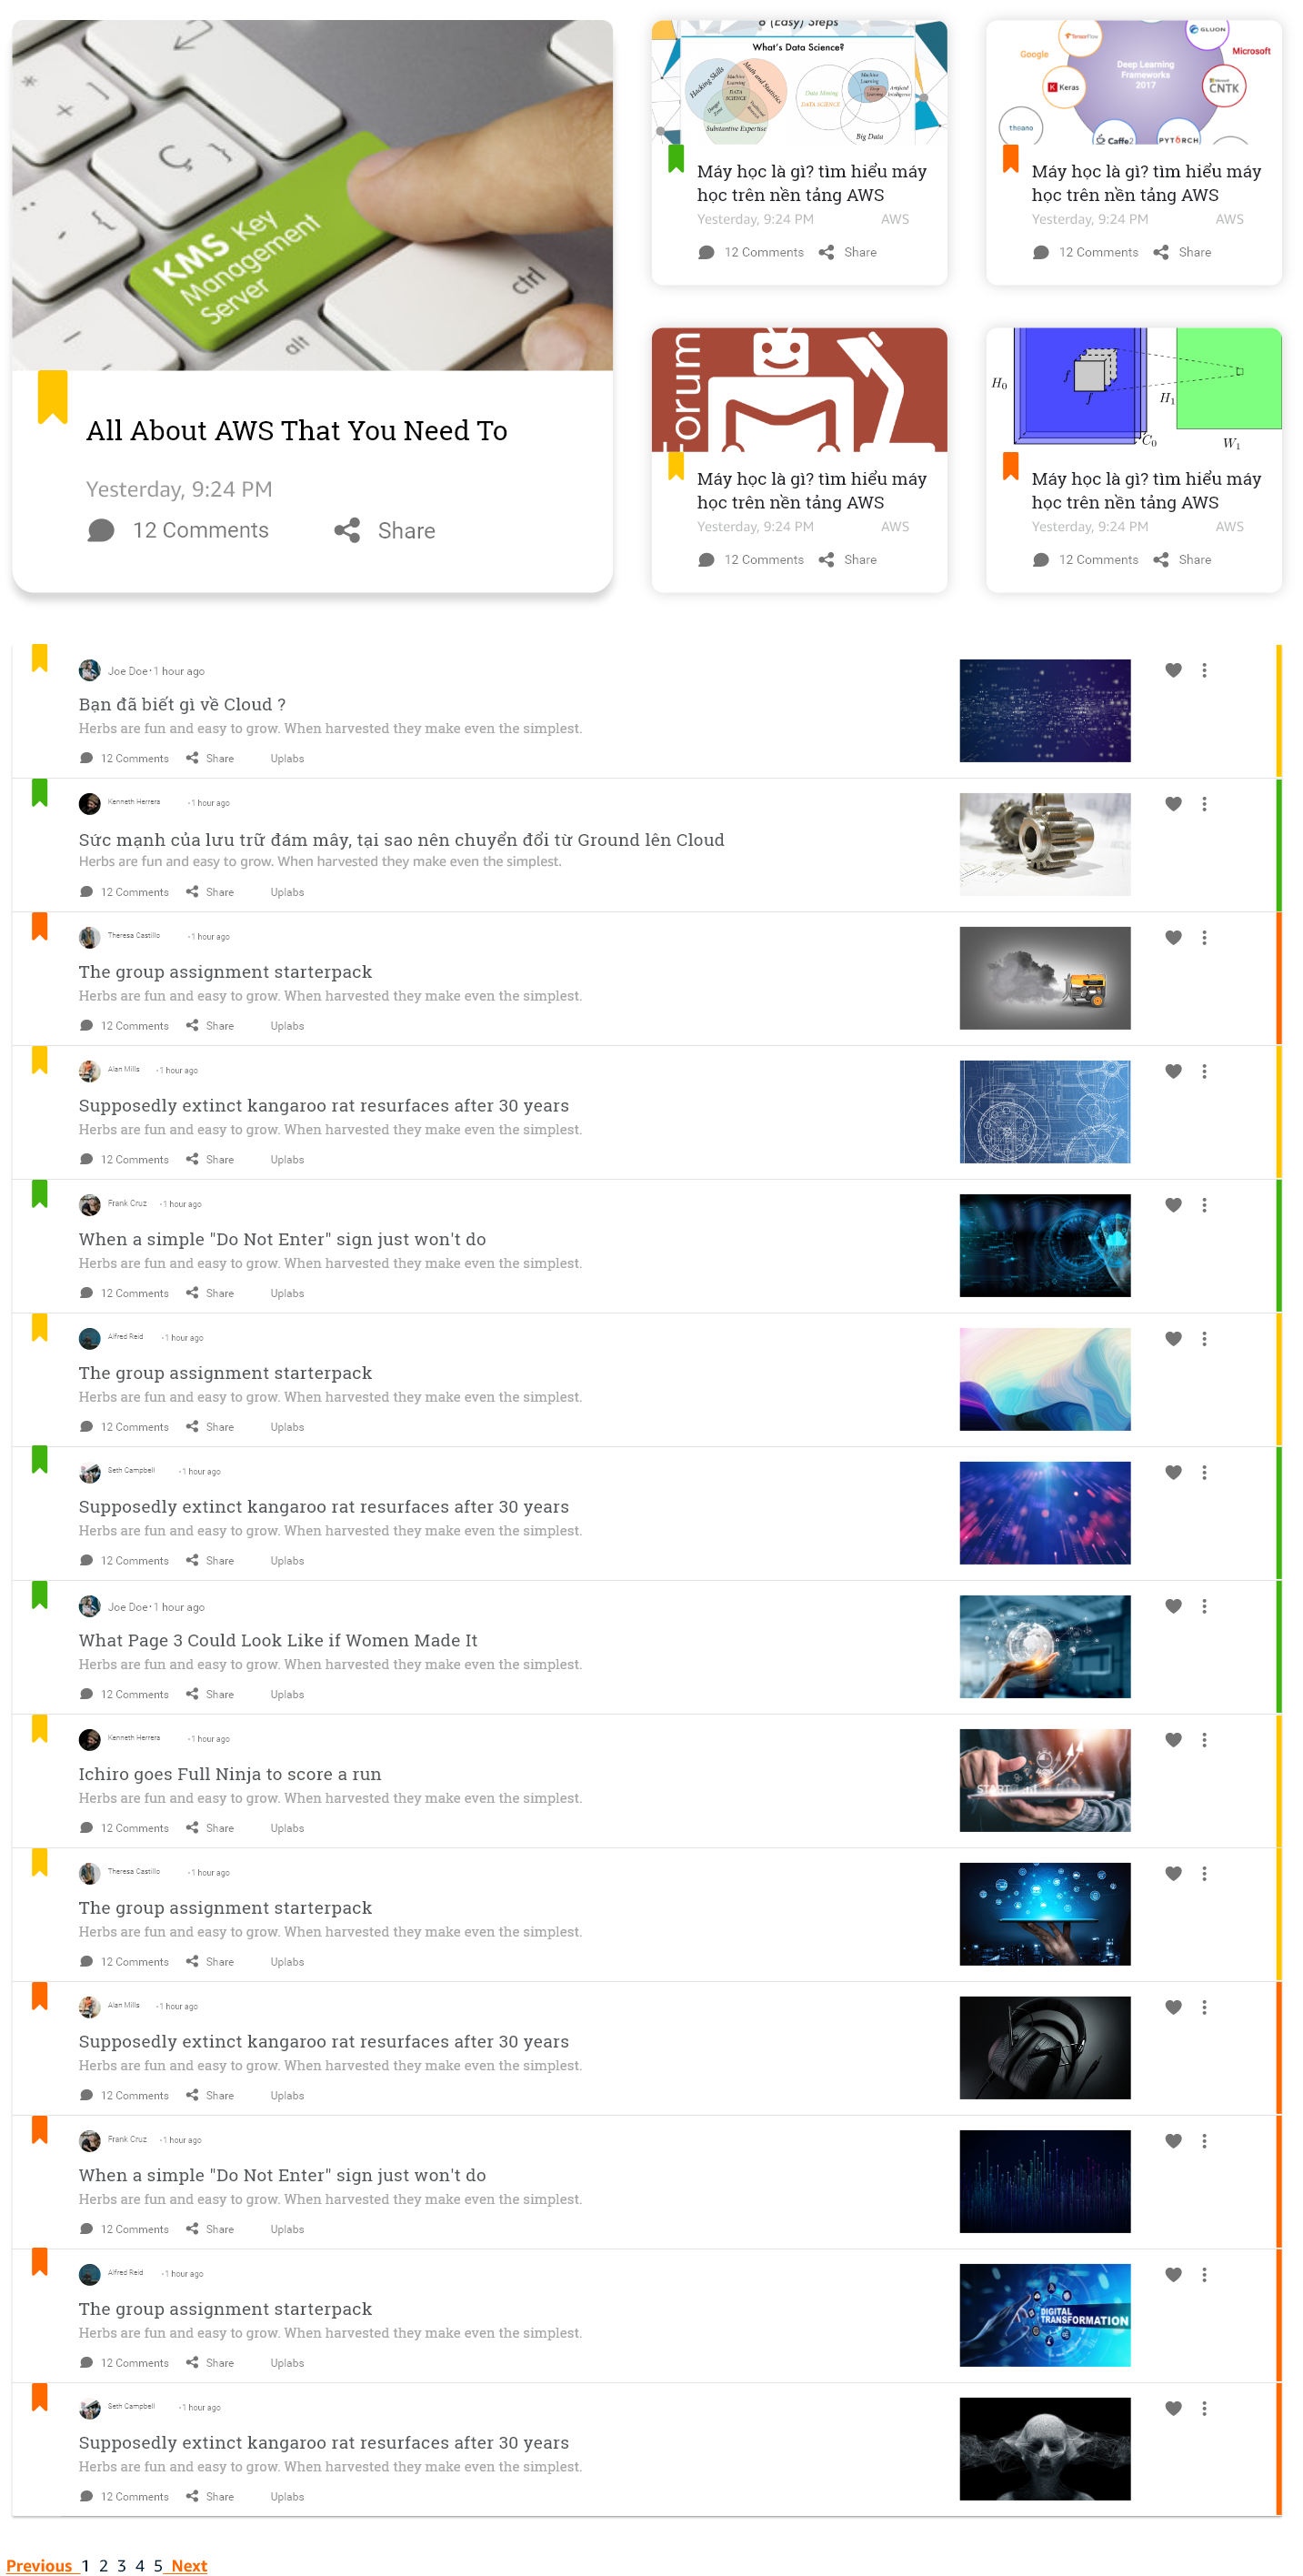 KMS Key
Management
Server
alt
ctrl
All About AWS That You Need To
Yesterday, 9:24 PM
12 Comments Share
6 (Easy) Steps
What's Data Science?
Hacking Skills
Math and Statistics
Machine Learning
DATA SCIENCE
Substantive Expertise
Data Mining
DATA SCIENCE
Machine Learning
Artificial Intelligence
Big Data
Máy học là gì? tìm hiểu máy
học trên nền tảng AWS
Yesterday, 9:24 PM AWS
12 Comments Share
TensorFlow
GLUON
Google
Microsoft
Deep Learning
Frameworks
2017
Keras
Microsoft
CNTK
theano
Caffe2
PYTORCH
Máy học là gì? tìm hiểu máy
học trên nền tảng AWS
Yesterday, 9:24 PM AWS
12 Comments Share
Forum
Máy học là gì? tìm hiểu máy
học trên nền tảng AWS
Yesterday, 9:24 PM AWS
12 Comments Share
H0
f
f
H1
C0
W1
Máy học là gì? tìm hiểu máy
học trên nền tảng AWS
Yesterday, 9:24 PM AWS
12 Comments Share
Joe Doe · 1 hour ago
Bạn đã biết gì về Cloud ?
Herbs are fun and easy to grow. When harvested they make even the simplest.
12 Comments Share Uplabs
Kenneth Herrera · 1 hour ago
Sức mạnh của lưu trữ đám mây, tại sao nên chuyển đổi từ Ground lên Cloud
Herbs are fun and easy to grow. When harvested they make even the simplest.
12 Comments Share Uplabs
Theresa Castillo · 1 hour ago
The group assignment starterpack
Herbs are fun and easy to grow. When harvested they make even the simplest.
12 Comments Share Uplabs
Alan Mills · 1 hour ago
Supposedly extinct kangaroo rat resurfaces after 30 years
Herbs are fun and easy to grow. When harvested they make even the simplest.
12 Comments Share Uplabs
Frank Cruz · 1 hour ago
When a simple "Do Not Enter" sign just won't do
Herbs are fun and easy to grow. When harvested they make even the simplest.
12 Comments Share Uplabs
Alfred Reid · 1 hour ago
The group assignment starterpack
Herbs are fun and easy to grow. When harvested they make even the simplest.
12 Comments Share Uplabs
Seth Campbell · 1 hour ago
Supposedly extinct kangaroo rat resurfaces after 30 years
Herbs are fun and easy to grow. When harvested they make even the simplest.
12 Comments Share Uplabs
Joe Doe · 1 hour ago
What Page 3 Could Look Like if Women Made It
Herbs are fun and easy to grow. When harvested they make even the simplest.
12 Comments Share Uplabs
Kenneth Herrera · 1 hour ago
Ichiro goes Full Ninja to score a run
Herbs are fun and easy to grow. When harvested they make even the simplest.
12 Comments Share Uplabs
Theresa Castillo · 1 hour ago
The group assignment starterpack
Herbs are fun and easy to grow. When harvested they make even the simplest.
12 Comments Share Uplabs
Alan Mills · 1 hour ago
Supposedly extinct kangaroo rat resurfaces after 30 years
Herbs are fun and easy to grow. When harvested they make even the simplest.
12 Comments Share Uplabs
Frank Cruz · 1 hour ago
When a simple "Do Not Enter" sign just won't do
Herbs are fun and easy to grow. When harvested they make even the simplest.
12 Comments Share Uplabs
Alfred Reid · 1 hour ago
DIGITAL
TRANSFORMATION
The group assignment starterpack
Herbs are fun and easy to grow. When harvested they make even the simplest.
12 Comments Share Uplabs
Seth Campbell · 1 hour ago
Supposedly extinct kangaroo rat resurfaces after 30 years
Herbs are fun and easy to grow. When harvested they make even the simplest.
12 Comments Share Uplabs
Previous 1 2 3 4 5 Next